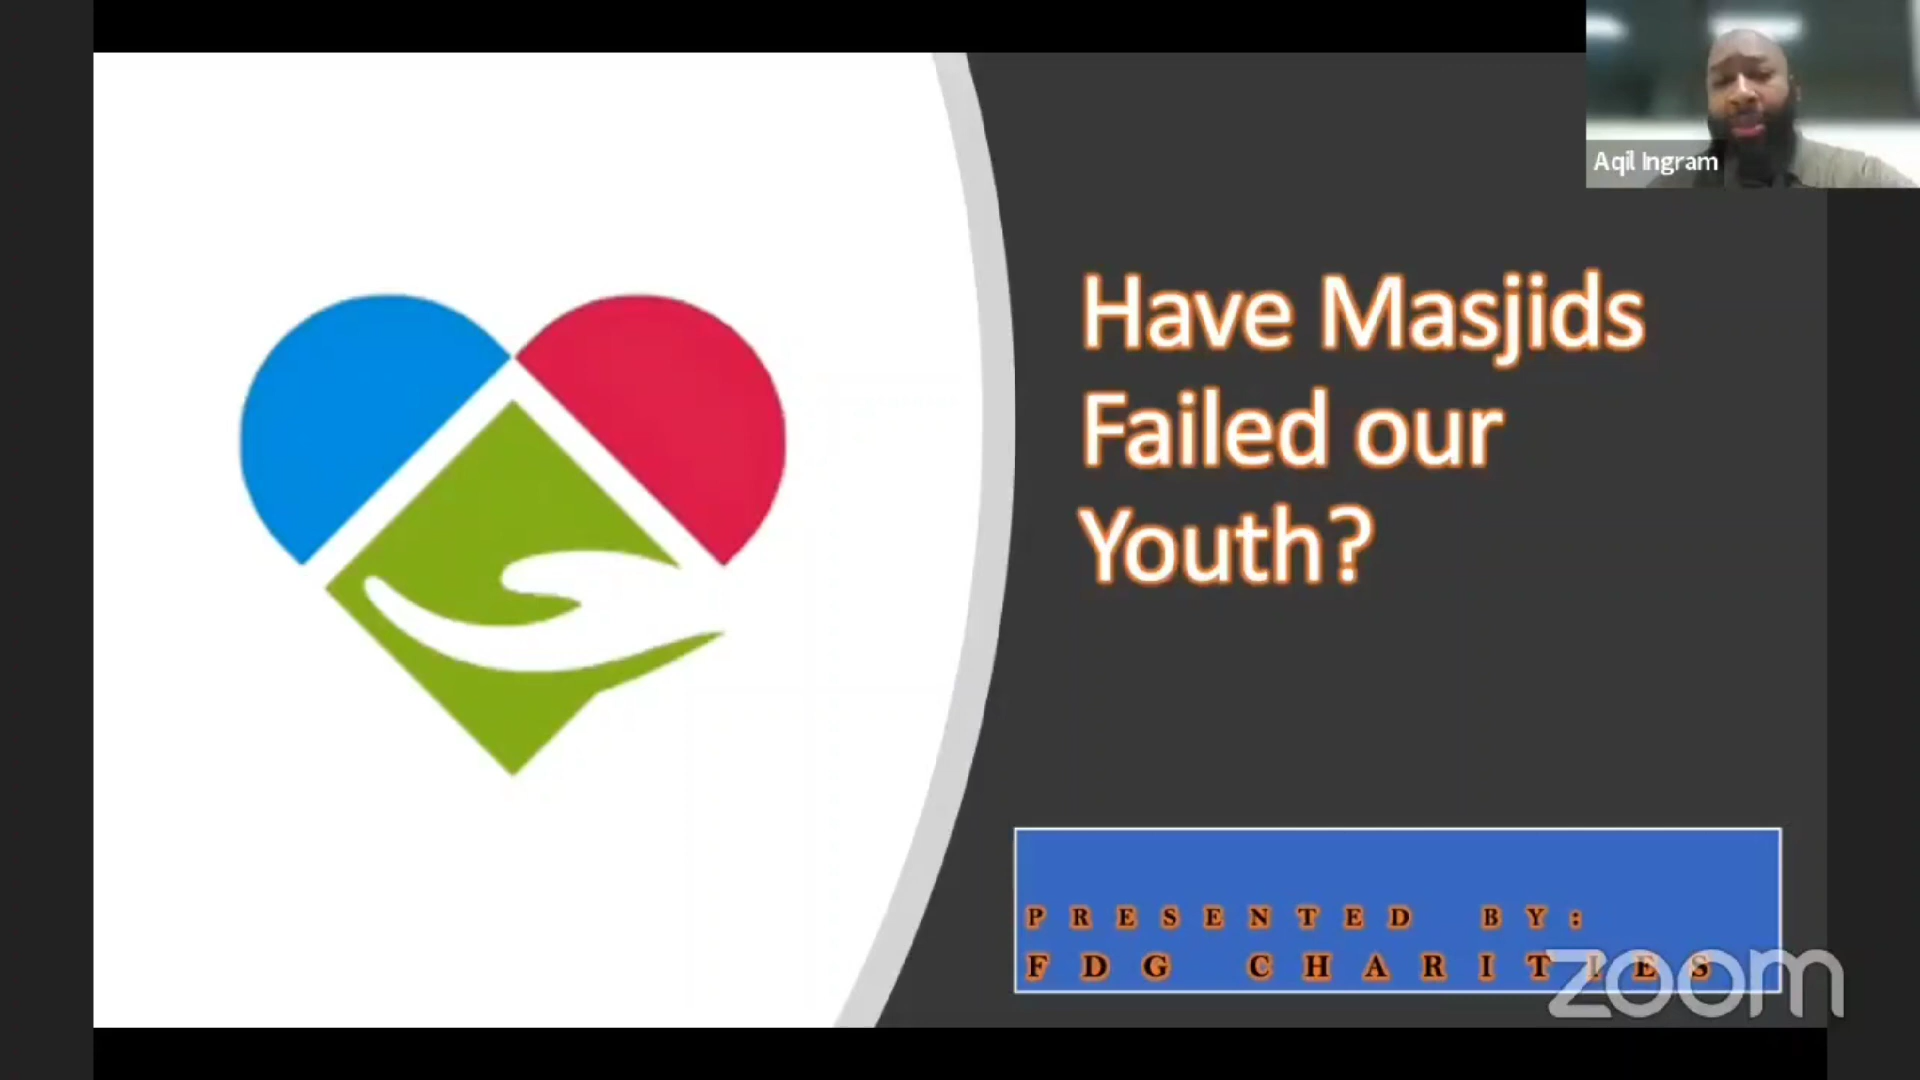 Aqil Ingram
Have Masjids
Failed our
Youth?
PRESENTED BY:
FDG CHARITIES
zoom